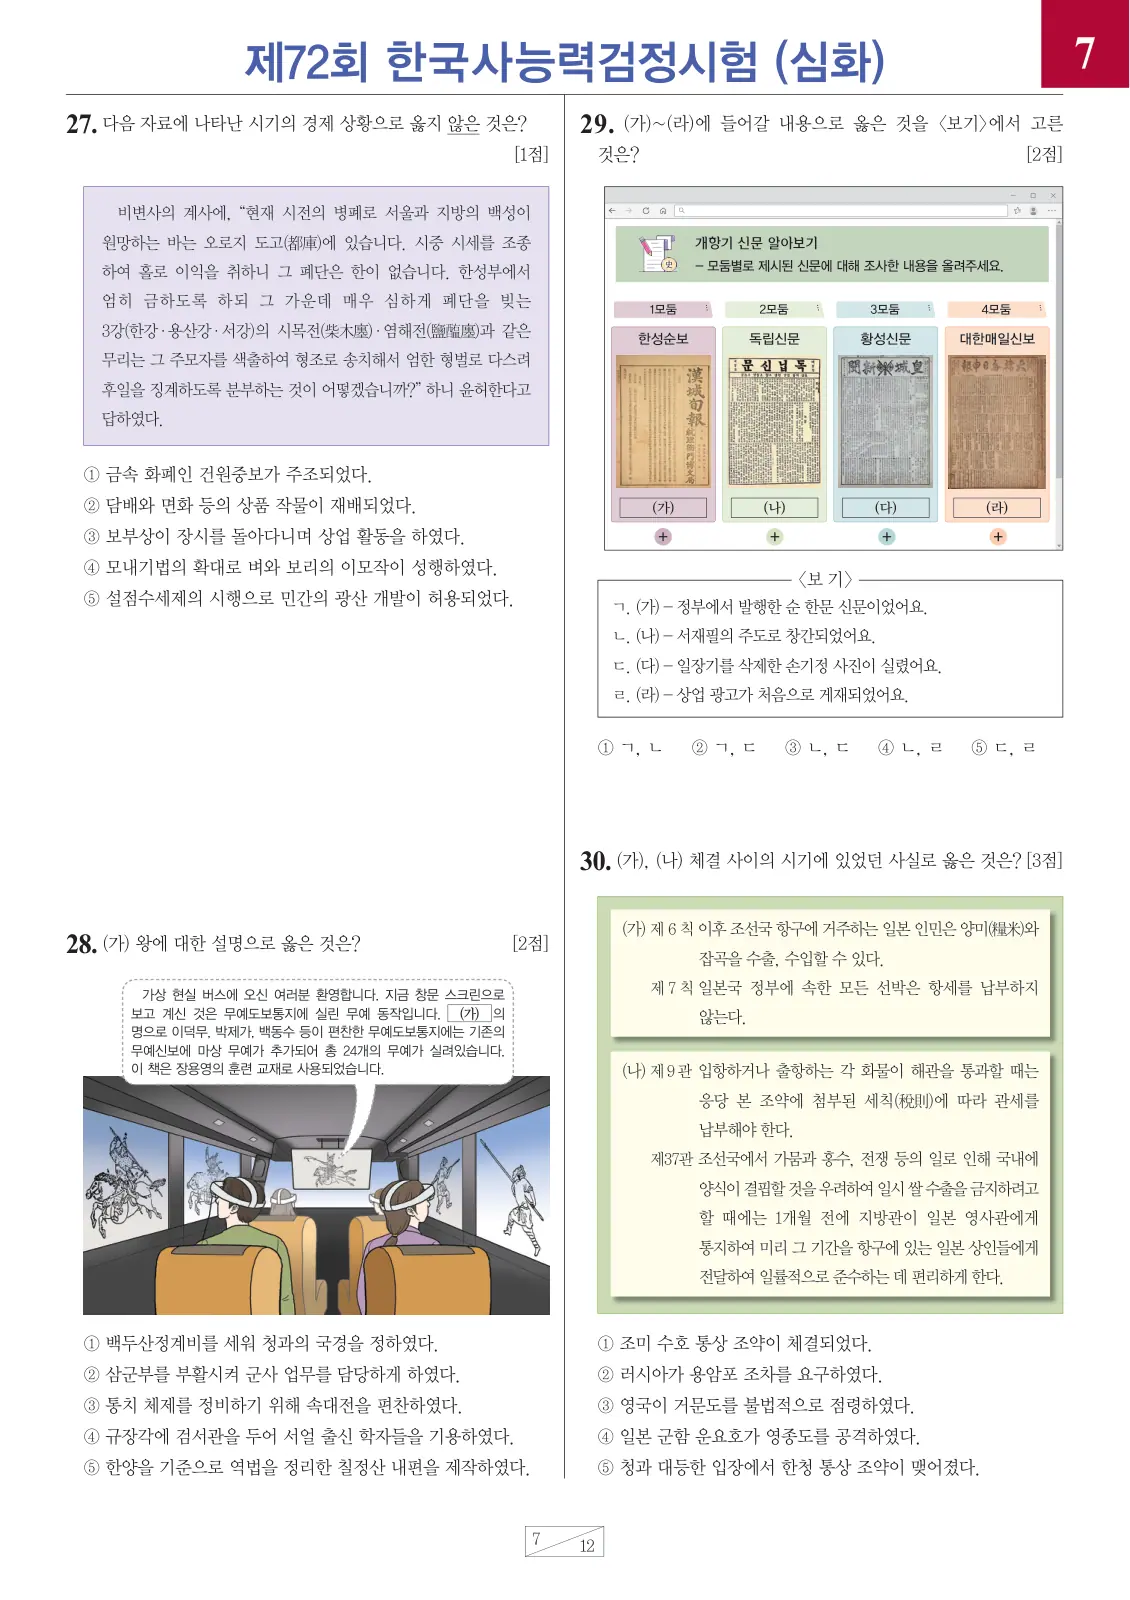 제72회 한국사능력검정시험 (심화)
7
27. 다음 자료에 나타난 시기의 경제 상황으로 옳지 않은 것은?
[1점]
비변사의 계사에, “현재 시전의 병폐로 서울과 지방의 백성이
원망하는 바는 오로지 도고(都庫)에 있습니다. 시중 시세를 조종
하여 홀로 이익을 취하니 그 폐단은 한이 없습니다. 한성부에서
엄히 금하도록 하되 그 가운데 매우 심하게 폐단을 빚는
3강(한강·용산강·서강)의 시목전(柴木廛)·염해전(鹽醢廛)과 같은
무리는 그 주모자를 색출하여 형조로 송치해서 엄한 형벌로 다스려
후일을 징계하도록 분부하는 것이 어떻겠습니까?” 하니 윤허한다고
답하였다.
① 금속 화폐인 건원중보가 주조되었다.
② 담배와 면화 등의 상품 작물이 재배되었다.
③ 보부상이 장시를 돌아다니며 상업 활동을 하였다.
④ 모내기법의 확대로 벼와 보리의 이모작이 성행하였다.
⑤ 설점수세제의 시행으로 민간의 광산 개발이 허용되었다.
28. (가) 왕에 대한 설명으로 옳은 것은? [2점]
가상 현실 버스에 오신 여러분 환영합니다. 지금 창문 스크린으로
보고 계신 것은 무예도보통지에 실린 무예 동작입니다. (가) 의
명으로 이덕무, 박제가, 백동수 등이 편찬한 무예도보통지에는 기존의
무예신보에 마상 무예가 추가되어 총 24개의 무예가 실려있습니다.
이 책은 장용영의 훈련 교재로 사용되었습니다.
① 백두산정계비를 세워 청과의 국경을 정하였다.
② 삼군부를 부활시켜 군사 업무를 담당하게 하였다.
③ 통치 체제를 정비하기 위해 속대전을 편찬하였다.
④ 규장각에 검서관을 두어 서얼 출신 학자들을 기용하였다.
⑤ 한양을 기준으로 역법을 정리한 칠정산 내편을 제작하였다.
29. (가)~(라)에 들어갈 내용으로 옳은 것을 〈보기〉에서 고른
것은? [2점]
개항기 신문 알아보기
– 모둠별로 제시된 신문에 대해 조사한 내용을 올려주세요.
史
1모둠 2모둠 3모둠 4모둠
한성순보 독립신문 황성신문 대한매일신보
漢城旬報
독닙신문
皇城新聞
(가) (나) (다) (라)
〈보 기〉
ㄱ. (가) – 정부에서 발행한 순 한문 신문이었어요.
ㄴ. (나) – 서재필의 주도로 창간되었어요.
ㄷ. (다) – 일장기를 삭제한 손기정 사진이 실렸어요.
ㄹ. (라) – 상업 광고가 처음으로 게재되었어요.
① ㄱ, ㄴ ② ㄱ, ㄷ ③ ㄴ, ㄷ ④ ㄴ, ㄹ ⑤ ㄷ, ㄹ
30. (가), (나) 체결 사이의 시기에 있었던 사실로 옳은 것은? [3점]
(가) 제 6 칙 이후 조선국 항구에 거주하는 일본 인민은 양미(糧米)와
잡곡을 수출, 수입할 수 있다.
제 7 칙 일본국 정부에 속한 모든 선박은 항세를 납부하지
않는다.
(나) 제 9 관 입항하거나 출항하는 각 화물이 해관을 통과할 때는
응당 본 조약에 첨부된 세칙(稅則)에 따라 관세를
납부해야 한다.
제37관 조선국에서 가뭄과 홍수, 전쟁 등의 일로 인해 국내에
양식이 결핍할 것을 우려하여 일시 쌀 수출을 금지하려고
할 때에는 1개월 전에 지방관이 일본 영사관에게
통지하여 미리 그 기간을 항구에 있는 일본 상인들에게
전달하여 일률적으로 준수하는 데 편리하게 한다.
① 조미 수호 통상 조약이 체결되었다.
② 러시아가 용암포 조차를 요구하였다.
③ 영국이 거문도를 불법적으로 점령하였다.
④ 일본 군함 운요호가 영종도를 공격하였다.
⑤ 청과 대등한 입장에서 한청 통상 조약이 맺어졌다.
7
12